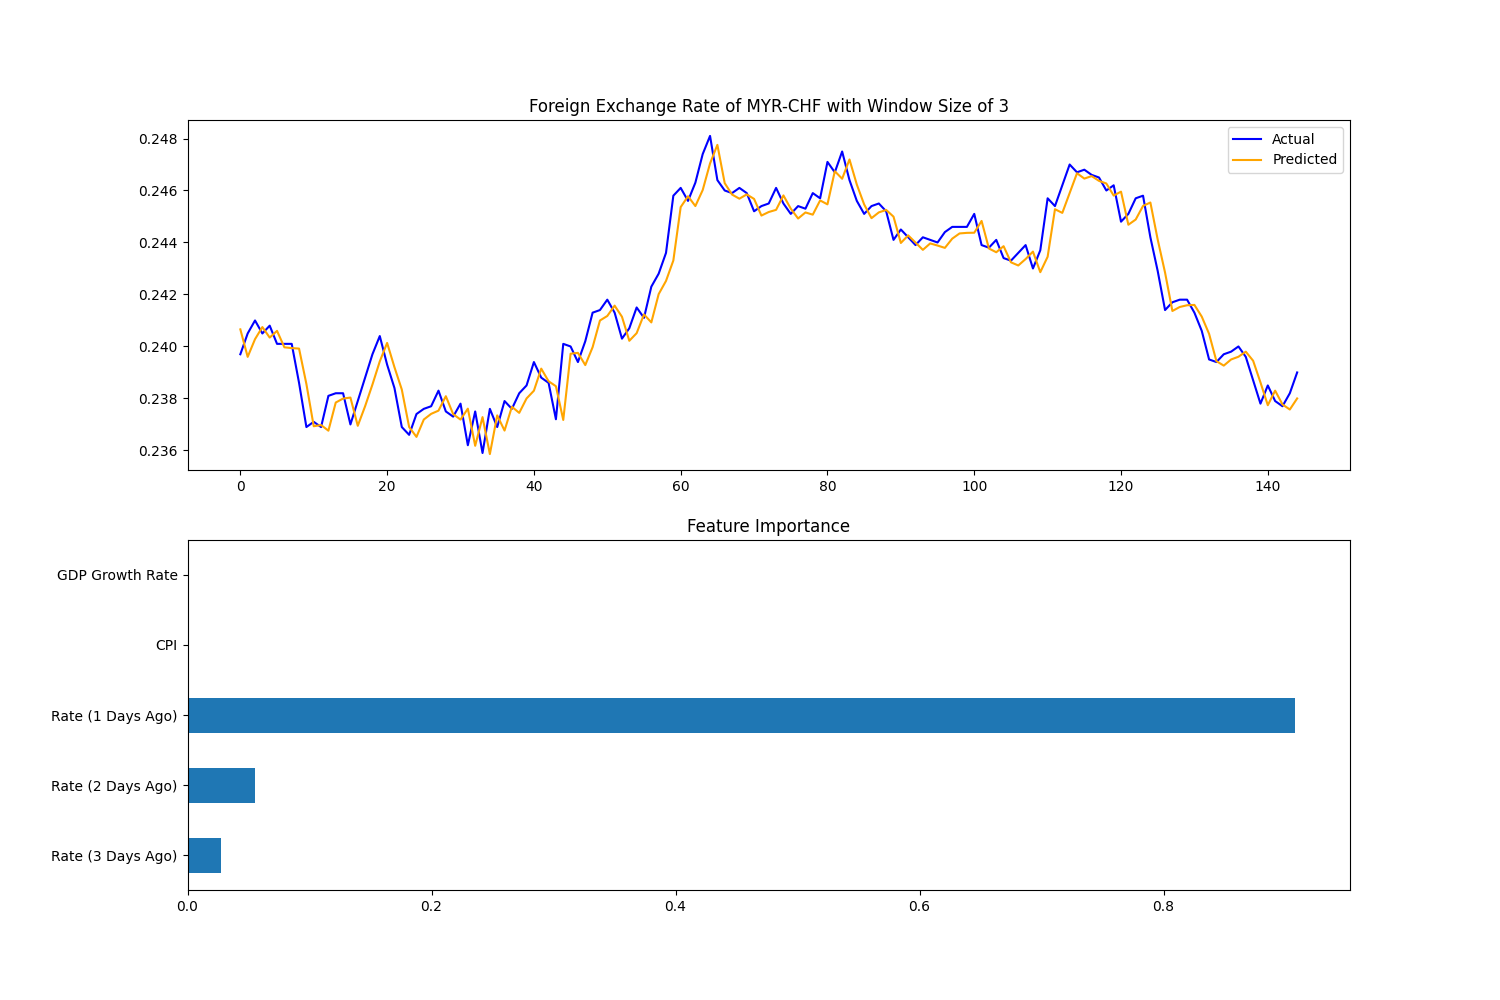 Foreign Exchange Rate of MYR-CHF with Window Size of 3
0.248
0.246
0.244
0.242
0.240
0.238
0.236
Actual
Predicted
0 20 40 60 80 100 120 140
Feature Importance
GDP Growth Rate
CPI
Rate (1 Days Ago)
Rate (2 Days Ago)
Rate (3 Days Ago)
0.0 0.2 0.4 0.6 0.8